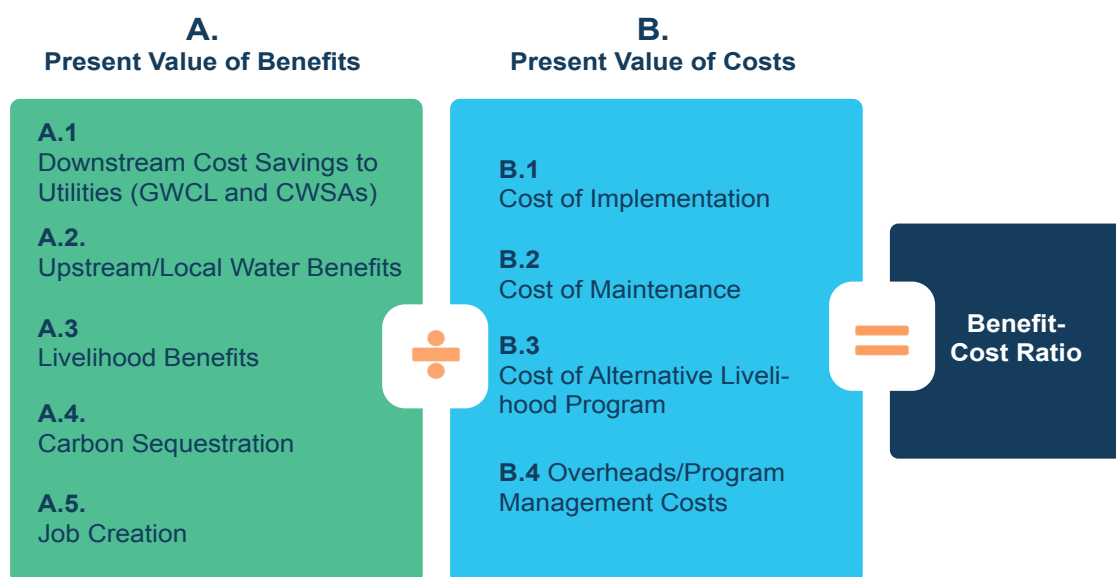 A.
Present Value of Benefits
A.1
Downstream Cost Savings to
Utilities (GWCL and CWSAs)
A.2.
Upstream/Local Water Benefits
A.3
Livelihood Benefits
A.4.
Carbon Sequestration
A.5.
Job Creation
÷
B.
Present Value of Costs
B.1
Cost of Implementation
B.2
Cost of Maintenance
B.3
Cost of Alternative Liveli-
hood Program
B.4 Overheads/Program
Management Costs
=
Benefit-
Cost Ratio